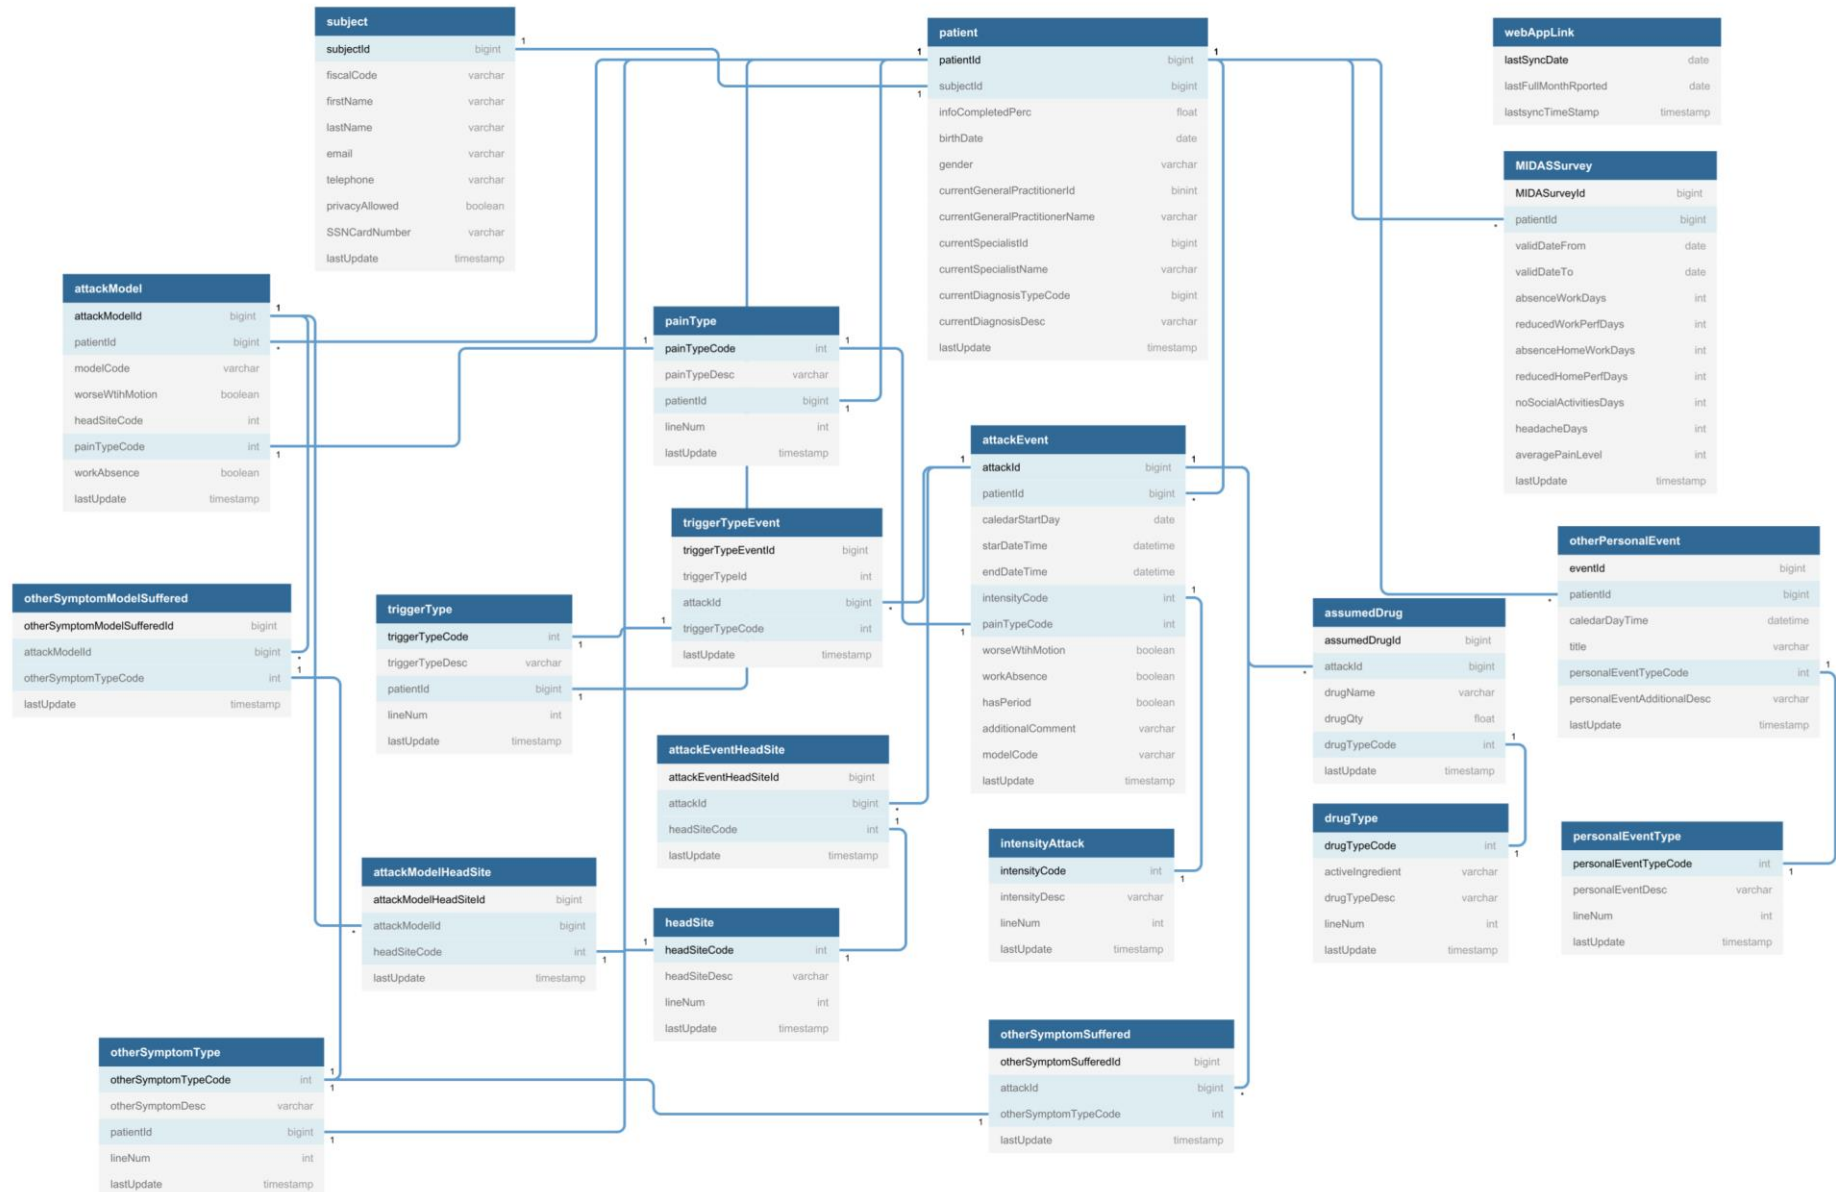 subject
subjectId bigint
fiscalCode varchar
firstName varchar
lastName varchar
email varchar
telephone varchar
privacyAllowed boolean
SSNCardNumber varchar
lastUpdate timestamp
patient
patientId bigint
subjectId bigint
infoCompletedPerc float
birthDate date
gender varchar
currentGeneralPractitionerId binint
currentGeneralPractitionerName varchar
currentSpecialistId bigint
currentSpecialistName varchar
currentDiagnosisTypeCode bigint
currentDiagnosisDesc varchar
lastUpdate timestamp
webAppLink
lastSyncDate date
lastFullMonthRported date
lastsyncTimeStamp timestamp
MIDASSurvey
MIDASurveyId bigint
patientId bigint
validDateFrom date
validDateTo date
absenceWorkDays int
reducedWorkPerfDays int
absenceHomeWorkDays int
reducedHomePerfDays int
noSocialActivitiesDays int
headacheDays int
averagePainLevel int
lastUpdate timestamp
attackModel
attackModelId bigint
patientId bigint
modelCode varchar
worseWtihMotion boolean
headSiteCode int
painTypeCode int
workAbsence boolean
lastUpdate timestamp
painType
painTypeCode int
painTypeDesc varchar
patientId bigint
lineNum int
lastUpdate timestamp
attackEvent
attackId bigint
patientId bigint
caledarStartDay date
starDateTime datetime
endDateTime datetime
intensityCode int
painTypeCode int
worseWtihMotion boolean
workAbsence boolean
hasPeriod boolean
additionalComment varchar
modelCode varchar
lastUpdate timestamp
triggerTypeEvent
triggerTypeEventId bigint
triggerTypeId int
attackId bigint
triggerTypeCode int
lastUpdate timestamp
otherPersonalEvent
eventId bigint
patientId bigint
caledarDayTime datetime
title varchar
personalEventTypeCode int
personalEventAdditionalDesc varchar
lastUpdate timestamp
otherSymptomModelSuffered
otherSymptomModelSufferedId bigint
attackModelId bigint
otherSymptomTypeCode int
lastUpdate timestamp
triggerType
triggerTypeCode int
triggerTypeDesc varchar
patientId bigint
lineNum int
lastUpdate timestamp
assumedDrug
assumedDrugId bigint
attackId bigint
drugName varchar
drugQty float
drugTypeCode int
lastUpdate timestamp
attackEventHeadSite
attackEventHeadSiteId bigint
attackId bigint
headSiteCode int
lastUpdate timestamp
drugType
drugTypeCode int
activeIngredient varchar
drugTypeDesc varchar
lineNum int
lastUpdate timestamp
personalEventType
personalEventTypeCode int
personalEventDesc varchar
lineNum int
lastUpdate timestamp
intensityAttack
intensityCode int
intensityDesc varchar
lineNum int
lastUpdate timestamp
attackModelHeadSite
attackModelHeadSiteId bigint
attackModelId bigint
headSiteCode int
lastUpdate timestamp
headSite
headSiteCode int
headSiteDesc varchar
lineNum int
lastUpdate timestamp
otherSymptomSuffered
otherSymptomSufferedId bigint
attackId bigint
otherSymptomTypeCode int
lastUpdate timestamp
otherSymptomType
otherSymptomTypeCode int
otherSymptomDesc varchar
patientId bigint
lineNum int
lastUpdate timestamp